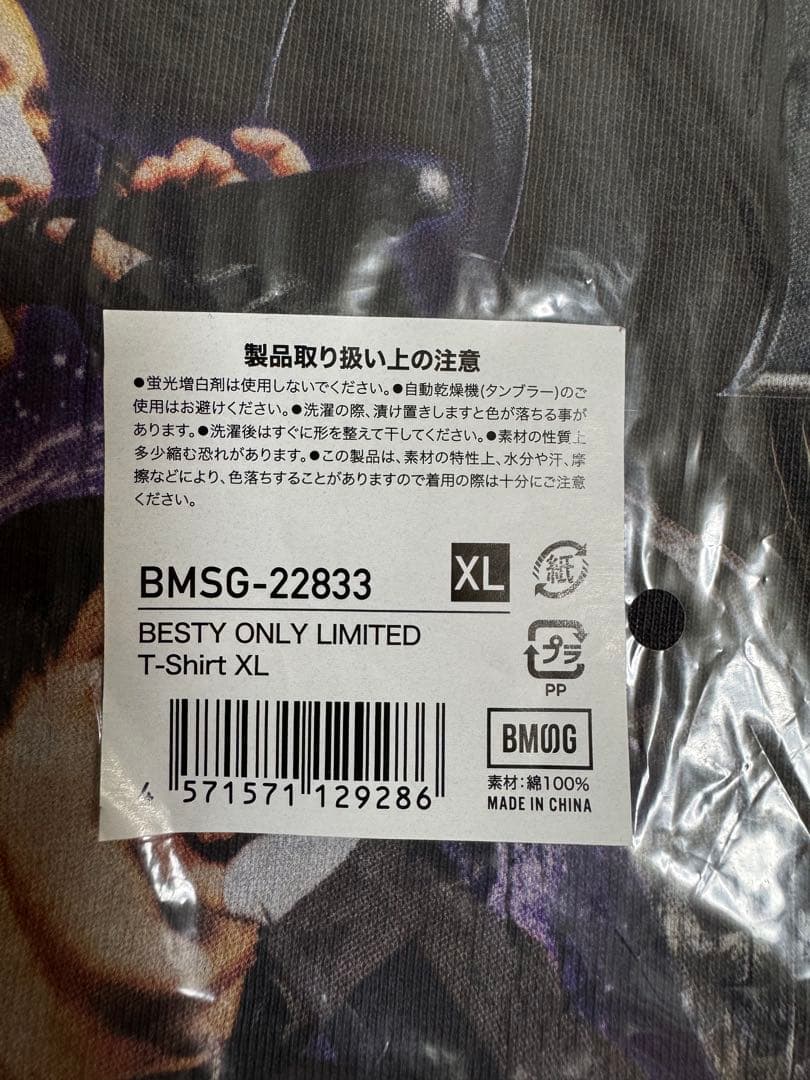 製品取り扱い上の注意
●蛍光増白剤は使用しないでください。●自動乾燥機(タンブラー)のご
使用はお避けください。●洗濯の際、漬け置きしますと色が落ちる事が
あります。●洗濯後はすぐに形を整えて干してください。●素材の性質上
多少縮む恐れがあります。●この製品は、素材の特性上、水分や汗、摩
擦などにより、色落ちすることがありますので着用の際は十分にご注意
ください。
BMSG-22833
XL
紙
BESTY ONLY LIMITED
T-Shirt XL
プラ
PP
BMSG
4 571571 129286
素材：綿100%
MADE IN CHINA